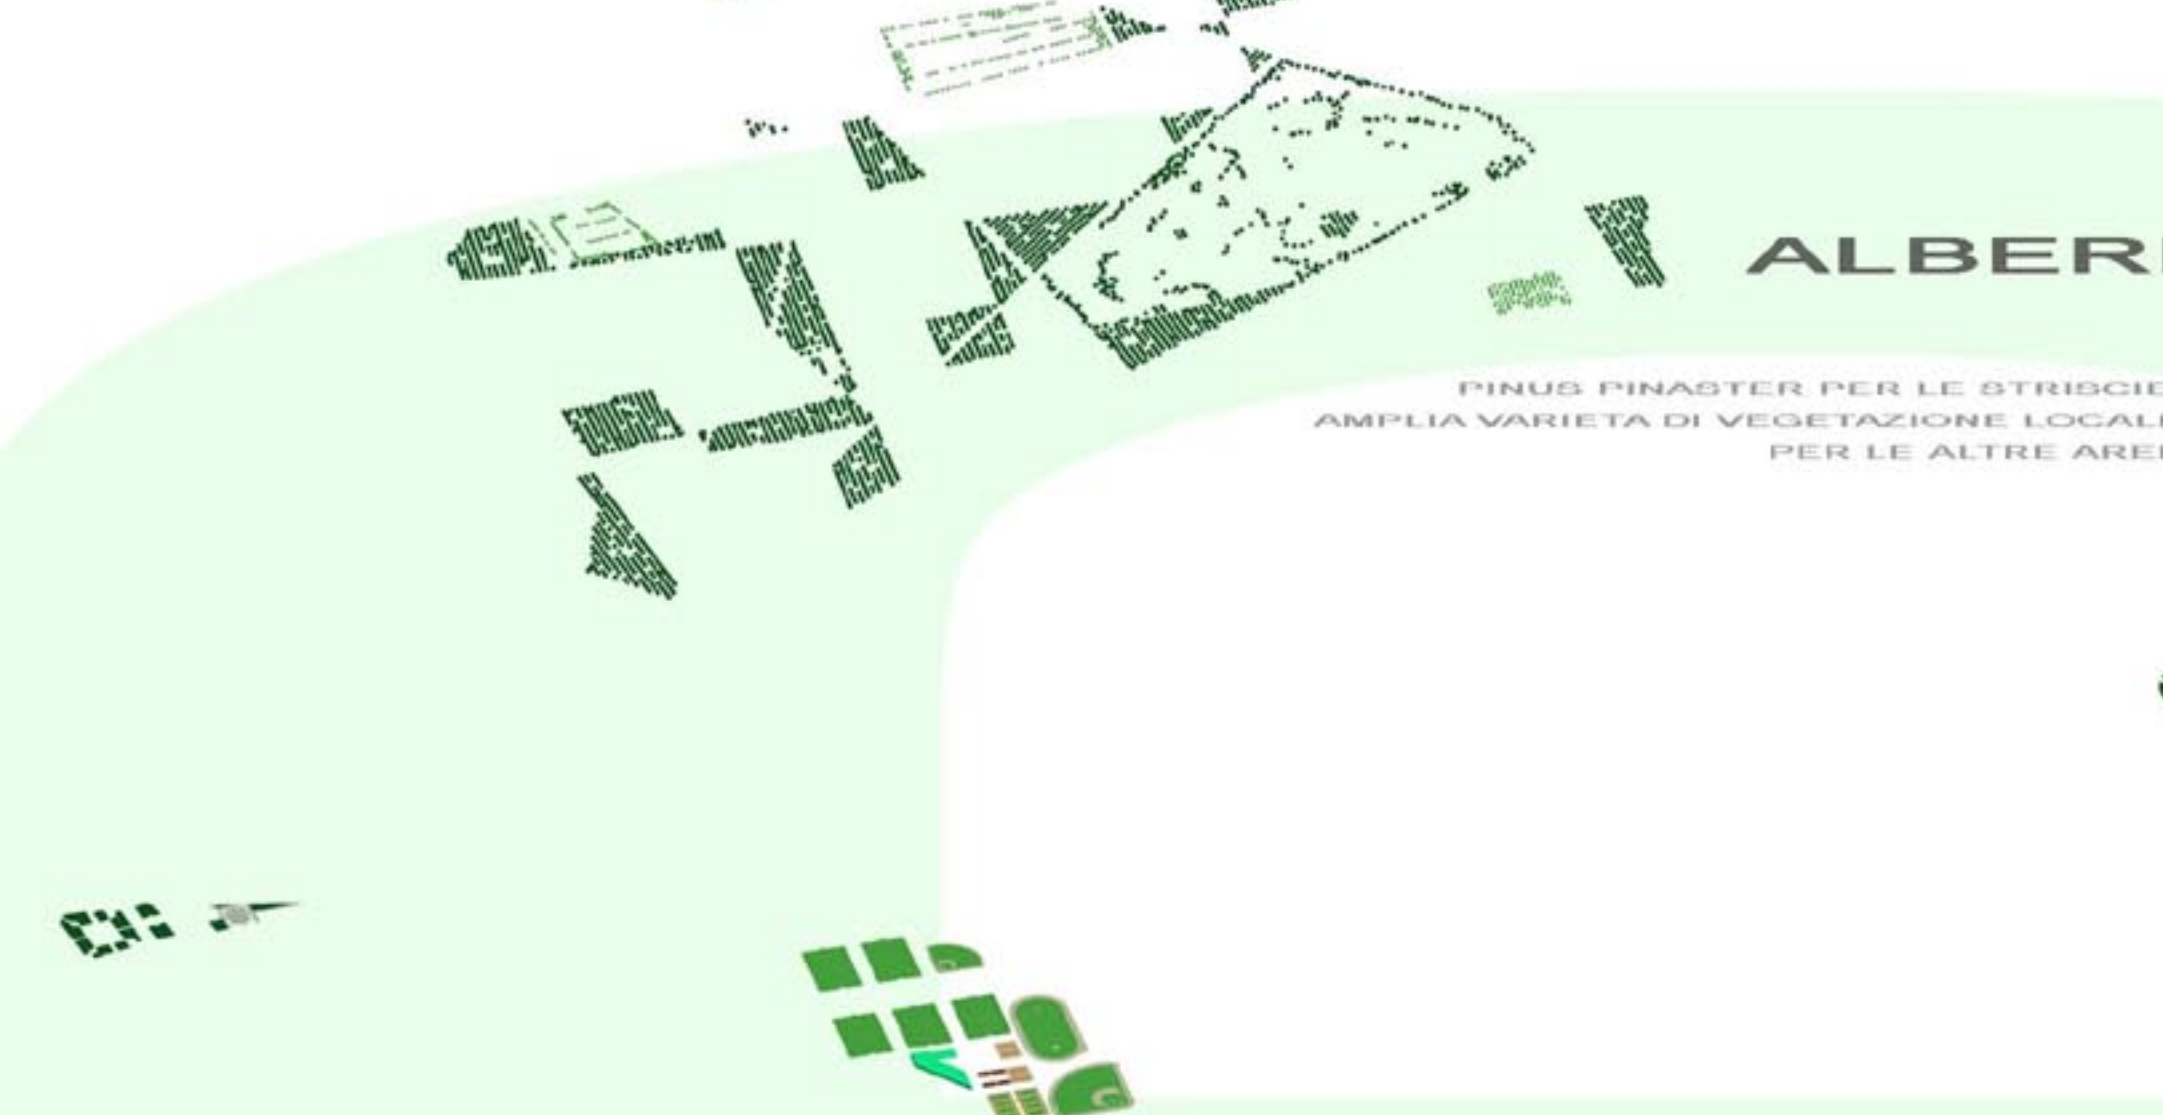 ALBERI
PINUS PINASTER PER LE STRISCIE
AMPLIA VARIETA DI VEGETAZIONE LOCALE
PER LE ALTRE AREE